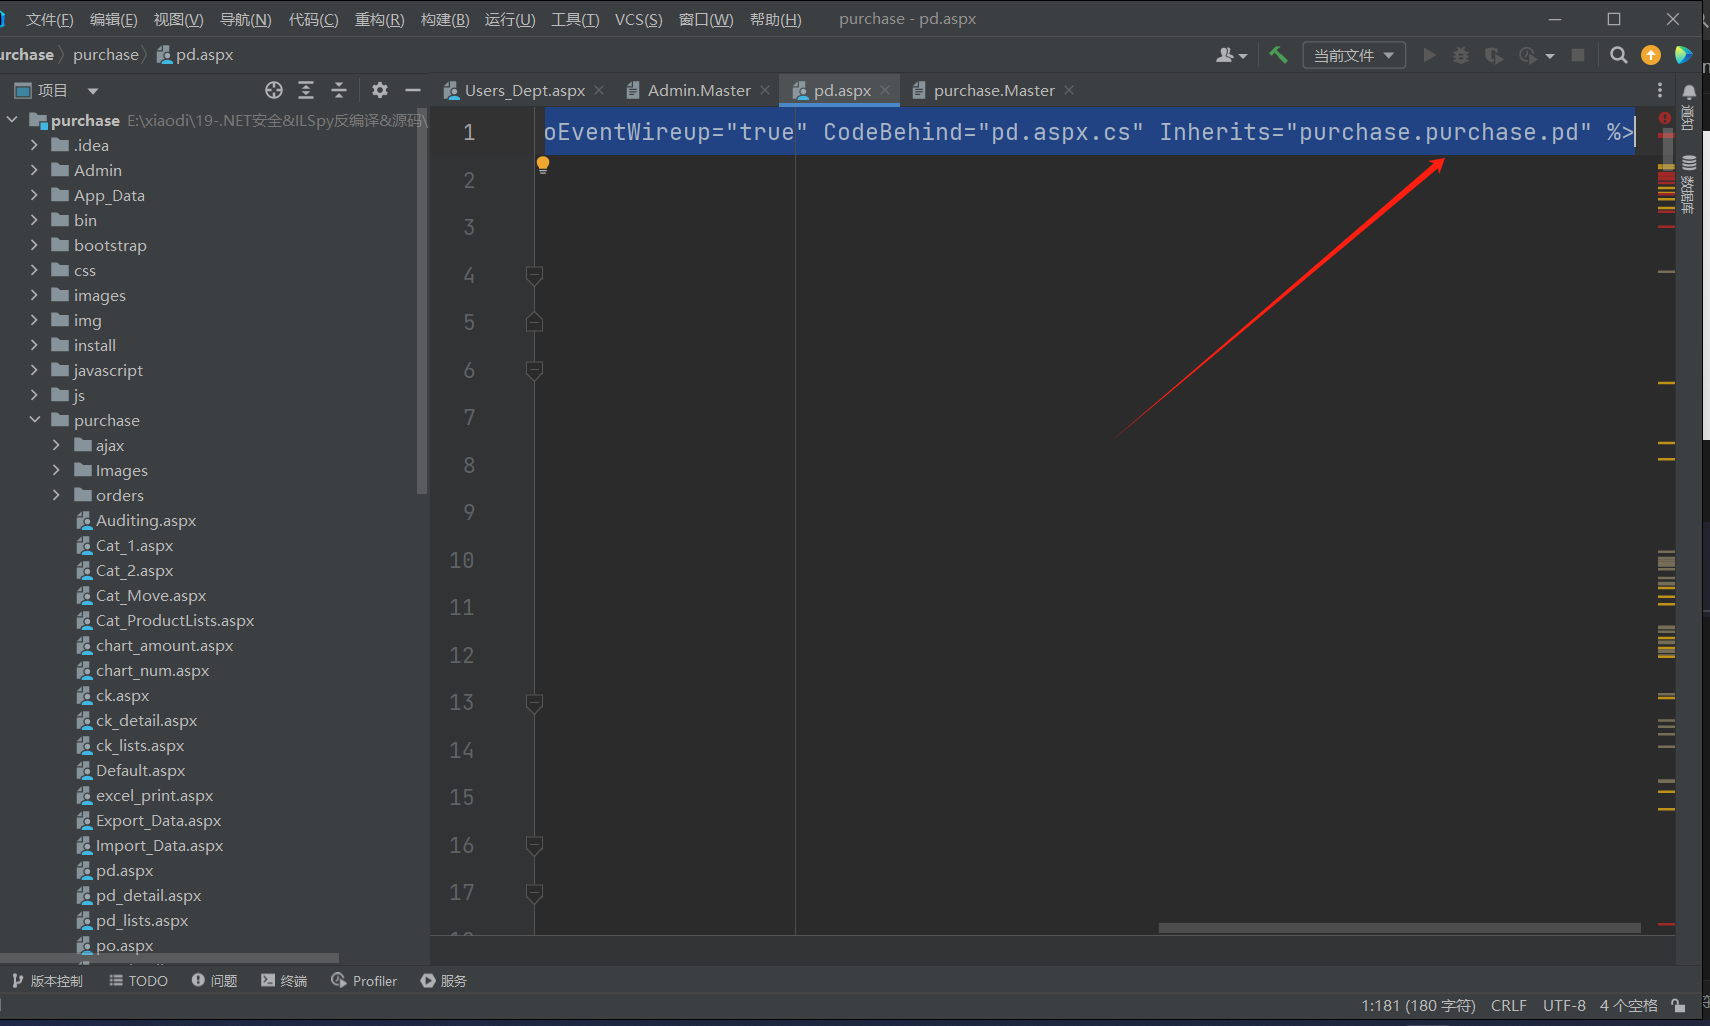 文件(F) 编辑(E) 视图(V) 导航(N) 代码(C) 重构(R) 构建(B) 运行(U) 工具(T) VCS(S) 窗口(W) 帮助(H) purchase - pd.aspx
urchase purchase pd.aspx
当前文件
项目
Users_Dept.aspx Admin.Master pd.aspx purchase.Master
purchase E:\xiaodi\19-.NET安全&ILSpy反编译&源码\
.idea
Admin
App_Data
bin
bootstrap
css
images
img
install
javascript
js
purchase
ajax
Images
orders
Auditing.aspx
Cat_1.aspx
Cat_2.aspx
Cat_Move.aspx
Cat_ProductLists.aspx
chart_amount.aspx
chart_num.aspx
ck.aspx
ck_detail.aspx
ck_lists.aspx
Default.aspx
excel_print.aspx
Export_Data.aspx
Import_Data.aspx
pd.aspx
pd_detail.aspx
pd_lists.aspx
po.aspx
1 oEventWireup="true" CodeBehind="pd.aspx.cs" Inherits="purchase.purchase.pd" %>
2
3
4
5
6
7
8
9
10
11
12
13
14
15
16
17
通知
数据库
版本控制 TODO 问题 终端 Profiler 服务
1:181 (180 字符) CRLF UTF-8 4 个空格